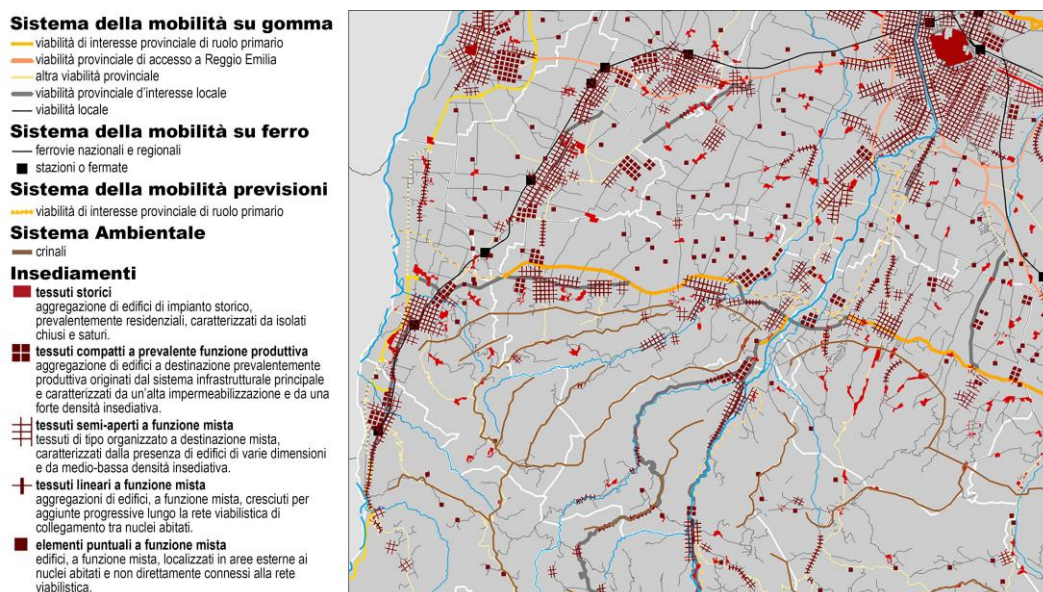 Sistema della mobilità su gomma
viabilità di interesse provinciale di ruolo primario
viabilità provinciale di accesso a Reggio Emilia
altra viabilità provinciale
viabilità provinciale d'interesse locale
viabilità locale
Sistema della mobilità su ferro
ferrovie nazionali e regionali
stazioni o fermate
Sistema della mobilità previsioni
viabilità di interesse provinciale di ruolo primario
Sistema Ambientale
crinali
Insediamenti
tessuti storici
aggregazione di edifici di impianto storico,
prevalentemente residenziali, caratterizzati da isolati
chiusi e saturi.
tessuti compatti a prevalente funzione produttiva
aggregazione di edifici a destinazione prevalentemente
produttiva originati dal sistema infrastrutturale principale
e caratterizzati da un'alta impermeabilizzazione e da una
forte densità insediativa.
tessuti semi-aperti a funzione mista
tessuti di tipo organizzato a destinazione mista,
caratterizzati dalla presenza di edifici di varie dimensioni
e da medio-bassa densità insediativa.
tessuti lineari a funzione mista
aggregazioni di edifici, a funzione mista, cresciuti per
aggiunte progressive lungo la rete viabilistica di
collegamento tra nuclei abitati.
elementi puntuali a funzione mista
edifici, a funzione mista, localizzati in aree esterne ai
nuclei abitati e non direttamente connessi alla rete
viabilistica.